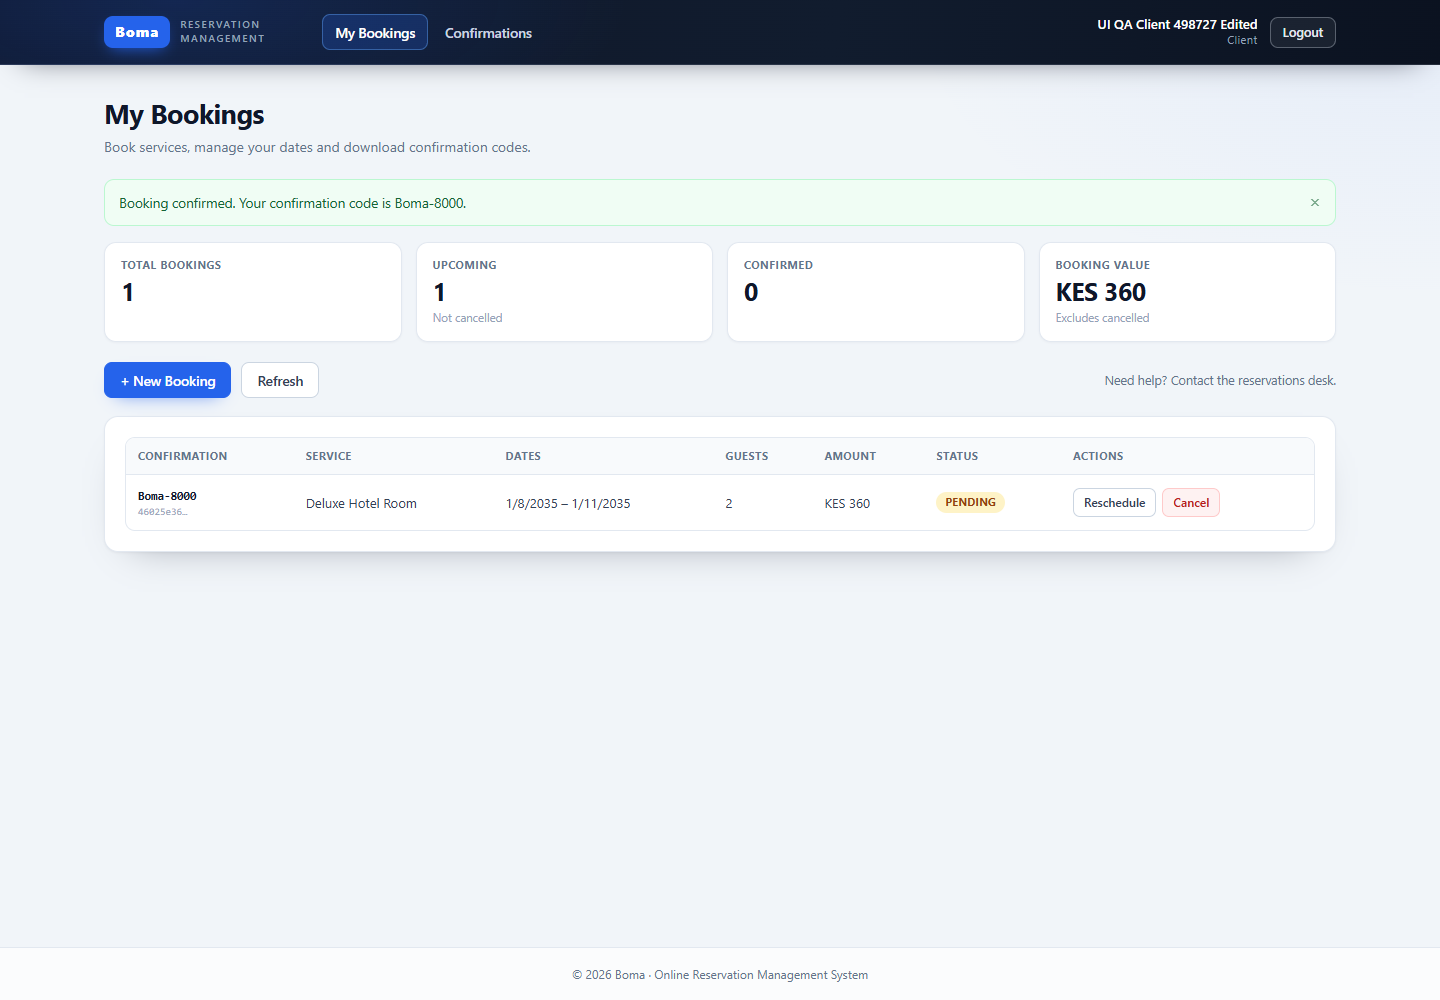 Boma
RESERVATION
MANAGEMENT
My Bookings
Confirmations
UI QA Client 498727 Edited
Client
Logout
My Bookings
Book services, manage your dates and download confirmation codes.
Booking confirmed. Your confirmation code is Boma-8000.
×
TOTAL BOOKINGS
1
UPCOMING
1
Not cancelled
CONFIRMED
0
BOOKING VALUE
KES 360
Excludes cancelled
+ New Booking
Refresh
Need help? Contact the reservations desk.
CONFIRMATION SERVICE DATES GUESTS AMOUNT STATUS ACTIONS
Boma-8000
46025e36…
Deluxe Hotel Room
1/8/2035 – 1/11/2035
2
KES 360
PENDING
Reschedule
Cancel
© 2026 Boma · Online Reservation Management System